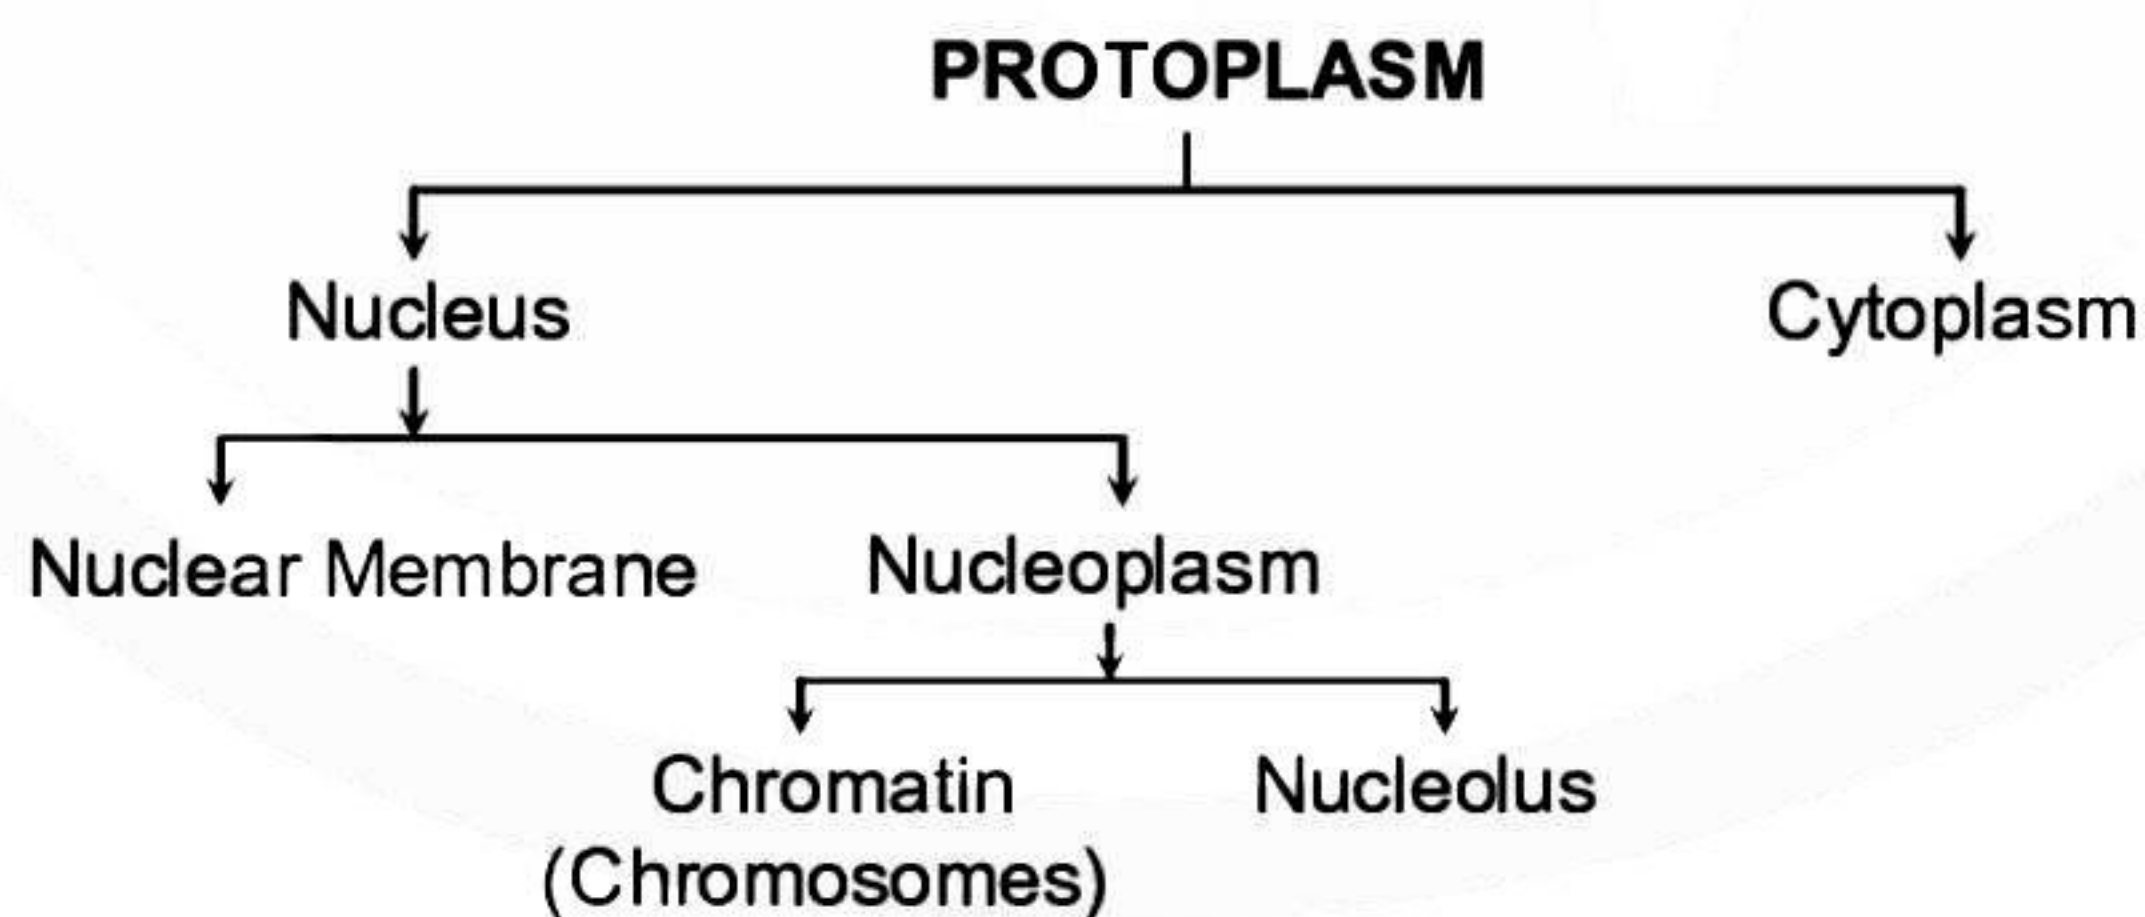 PROTOPLASM
Nucleus
Cytoplasm
Nuclear Membrane
Nucleoplasm
Chromatin
(Chromosomes)
Nucleolus